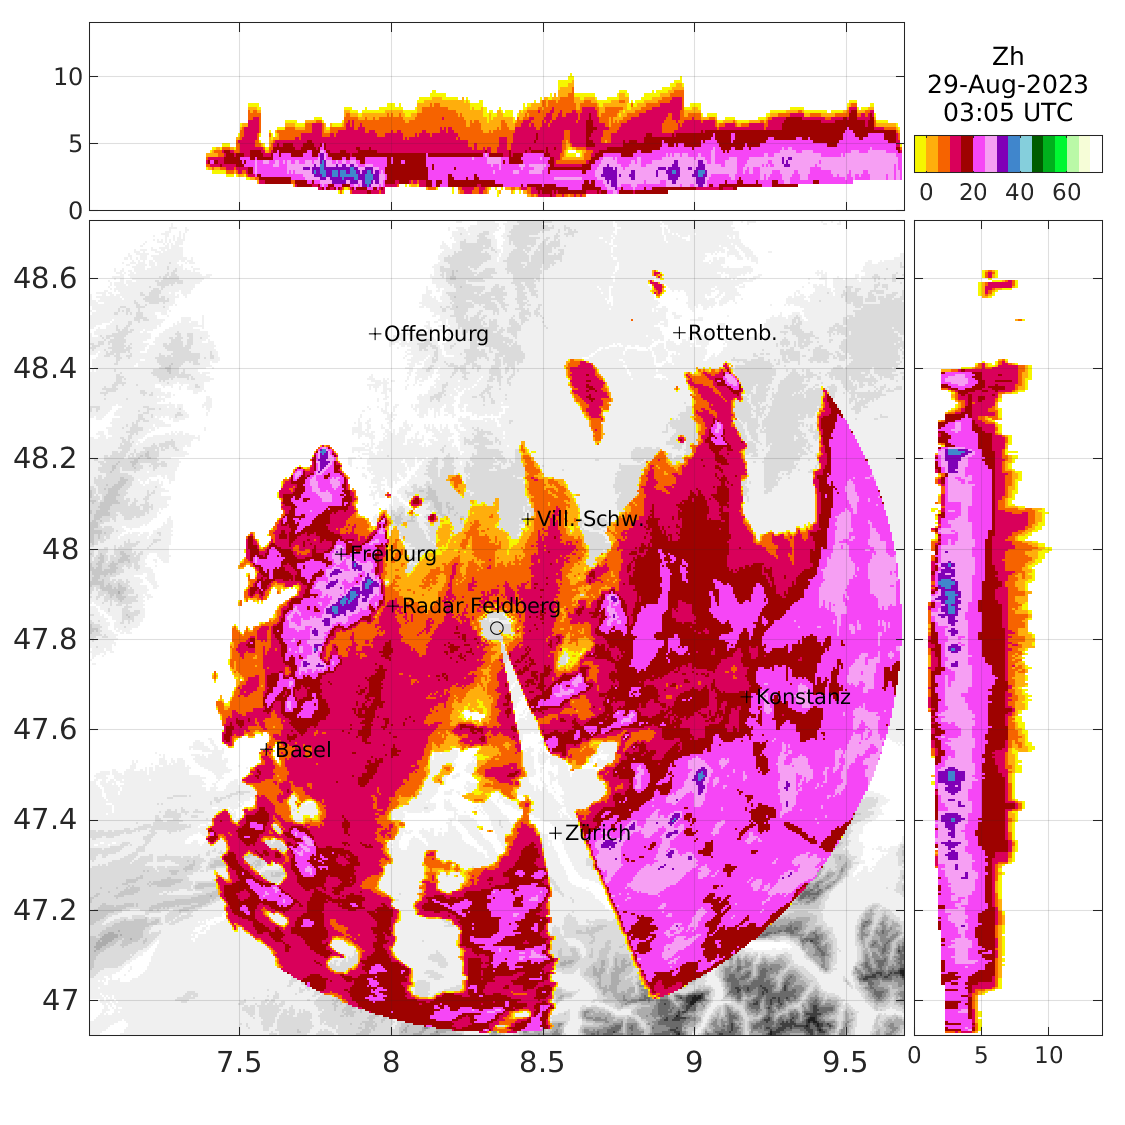 Zh
29-Aug-2023
03:05 UTC
0 20 40 60
10
5
0
48.6
48.4
48.2
48
47.8
47.6
47.4
47.2
47
+Offenburg
+Rottenb.
+Vill.-Schw.
+Freiburg
+Radar Feldberg
+Konstanz
+Basel
+Zürich
7.5 8 8.5 9 9.5
0 5 10